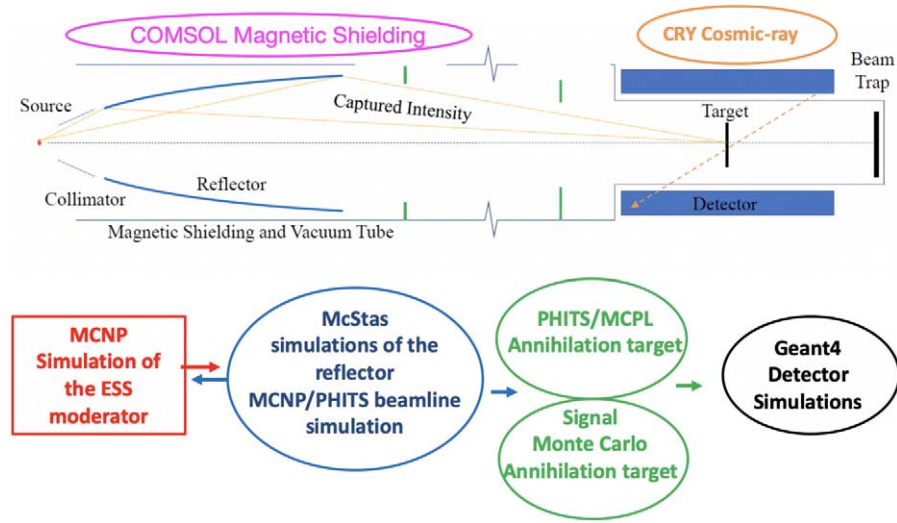 COMSOL Magnetic Shielding
CRY Cosmic-ray
Beam
Trap
Source
Captured Intensity
Target
Collimator
Reflector
Detector
Magnetic Shielding and Vacuum Tube
MCNP
Simulation of
the ESS
moderator
McStas
simulations of the
reflector
MCNP/PHITS beamline
simulation
PHITS/MCPL
Annihilation target
Signal
Monte Carlo
Annihilation target
Geant4
Detector
Simulations